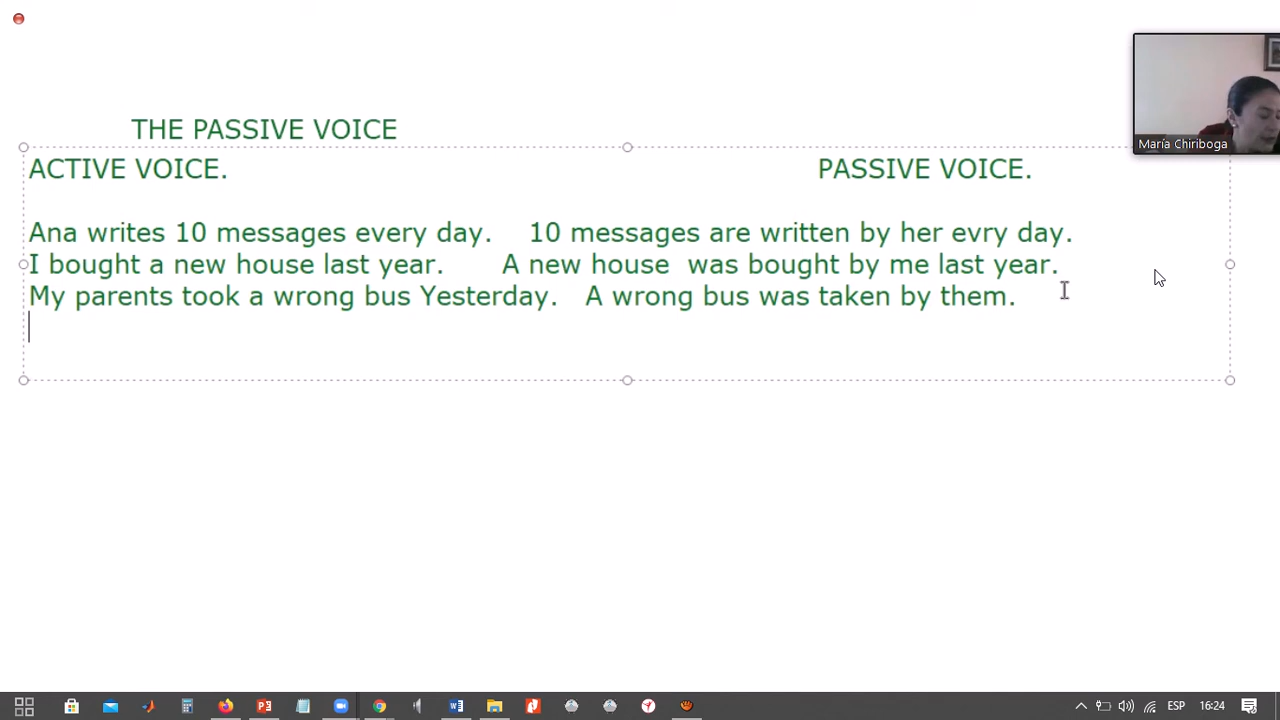 María Chiriboga
THE PASSIVE VOICE
ACTIVE VOICE. PASSIVE VOICE.
Ana writes 10 messages every day. 10 messages are written by her evry day.
I bought a new house last year. A new house was bought by me last year.
My parents took a wrong bus Yesterday. A wrong bus was taken by them.
ESP 16:24